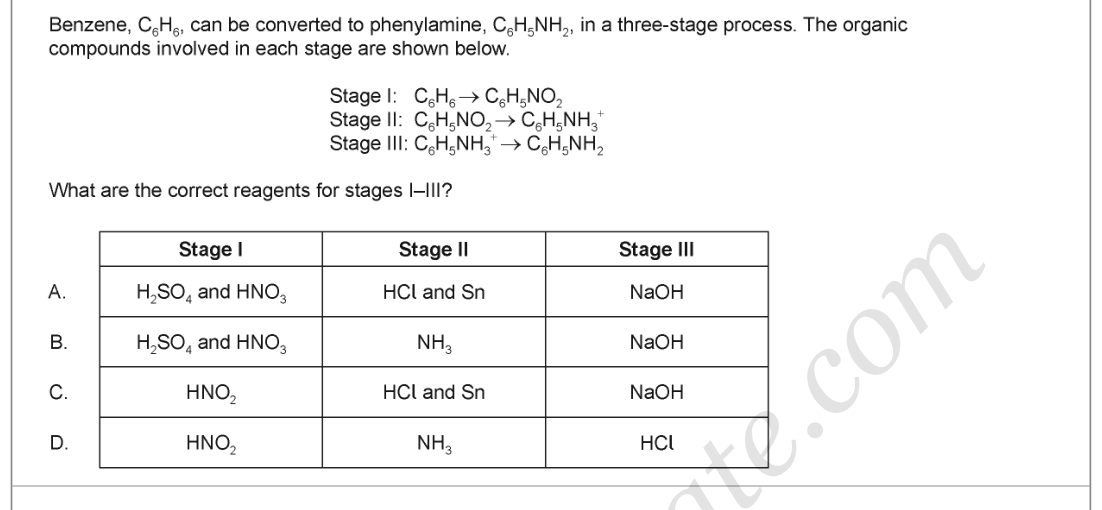 Benzene, C₆H₆, can be converted to phenylamine, C₆H₅NH₂, in a three-stage process. The organic
compounds involved in each stage are shown below.
Stage I: C₆H₆ → C₆H₅NO₂
Stage II: C₆H₅NO₂ → C₆H₅NH₃⁺
Stage III: C₆H₅NH₃⁺ → C₆H₅NH₂
What are the correct reagents for stages I–III?
Stage I Stage II Stage III
A. H₂SO₄ and HNO₃ HCl and Sn NaOH
B. H₂SO₄ and HNO₃ NH₃ NaOH
C. HNO₂ HCl and Sn NaOH
D. HNO₂ NH₃ HCl
te.com